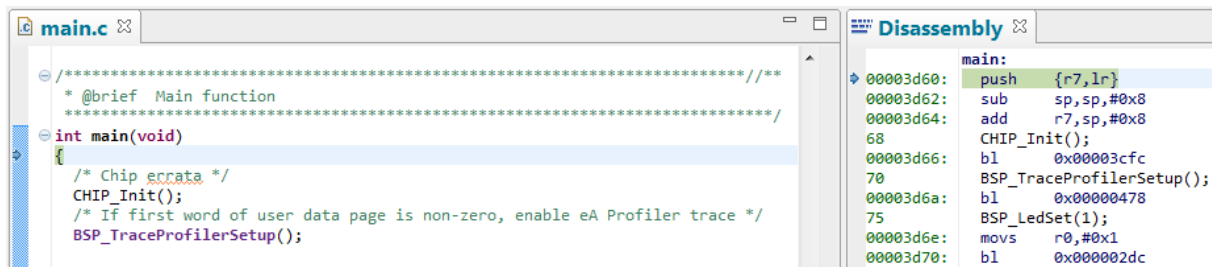 main.c
/**************************************************************************//**
* @brief Main function
*****************************************************************************/
int main(void)
{
/* Chip errata */
CHIP_Init();
/* If first word of user data page is non-zero, enable eA Profiler trace */
BSP_TraceProfilerSetup();
Disassembly
main:
00003d60: push {r7,lr}
00003d62: sub sp,sp,#0x8
00003d64: add r7,sp,#0x8
68 CHIP_Init();
00003d66: bl 0x00003cfc
70 BSP_TraceProfilerSetup();
00003d6a: bl 0x00000478
75 BSP_LedSet(1);
00003d6e: movs r0,#0x1
00003d70: bl 0x000002dc